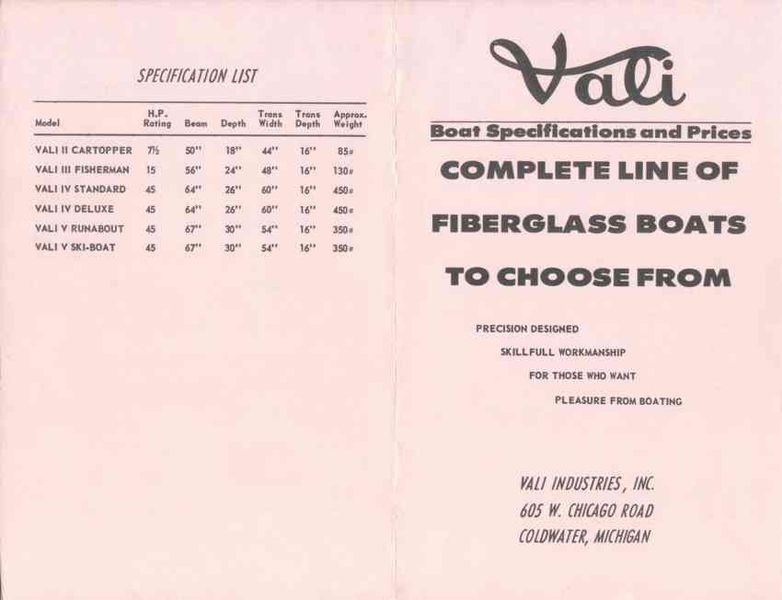 SPECIFICATION LIST
Model H.P. Rating Beam Depth Trans Width Trans Depth Approx. Weight
VALI II CARTOPPER 7½ 50" 18" 44" 16" 85#
VALI III FISHERMAN 15 56" 24" 48" 16" 130#
VALI IV STANDARD 45 64" 26" 60" 16" 450#
VALI IV DELUXE 45 64" 26" 60" 16" 450#
VALI V RUNABOUT 45 67" 30" 54" 16" 350#
VALI V SKI-BOAT 45 67" 30" 54" 16" 350#
Vali
Boat Specifications and Prices
COMPLETE LINE OF
FIBERGLASS BOATS
TO CHOOSE FROM
PRECISION DESIGNED
SKILLFULL WORKMANSHIP
FOR THOSE WHO WANT
PLEASURE FROM BOATING
VALI INDUSTRIES, INC.
605 W. CHICAGO ROAD
COLDWATER, MICHIGAN